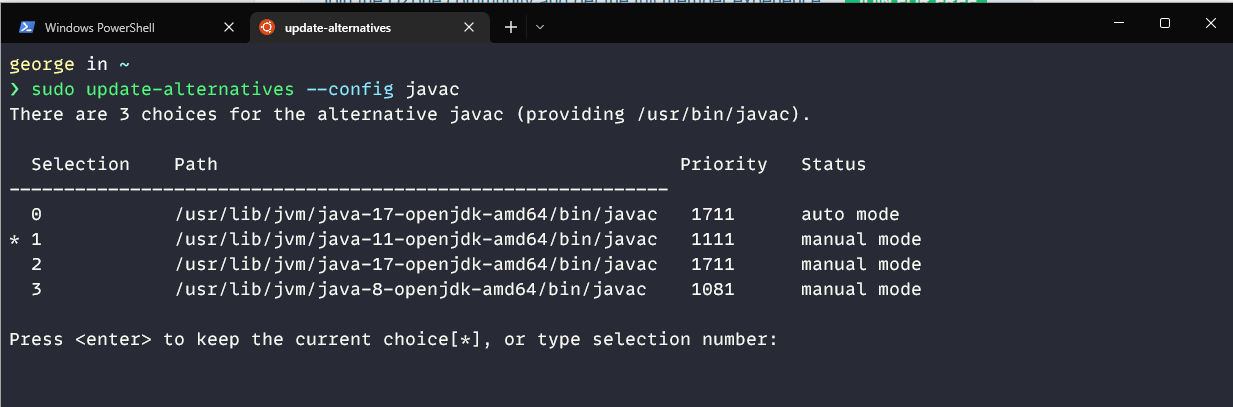 Windows PowerShell
update-alternatives
george in ~
❯ sudo update-alternatives --config javac
There are 3 choices for the alternative javac (providing /usr/bin/javac).
Selection Path Priority Status
------------------------------------------------------------
0 /usr/lib/jvm/java-17-openjdk-amd64/bin/javac 1711 auto mode
* 1 /usr/lib/jvm/java-11-openjdk-amd64/bin/javac 1111 manual mode
2 /usr/lib/jvm/java-17-openjdk-amd64/bin/javac 1711 manual mode
3 /usr/lib/jvm/java-8-openjdk-amd64/bin/javac 1081 manual mode
Press <enter> to keep the current choice[*], or type selection number: